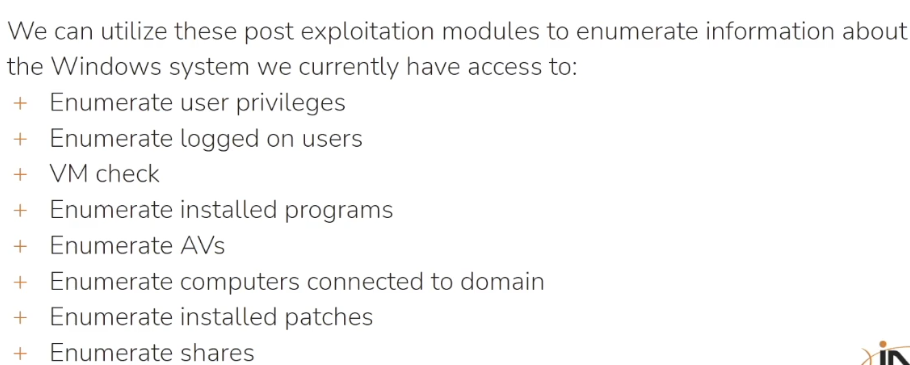 We can utilize these post exploitation modules to enumerate information about
the Windows system we currently have access to:
+ Enumerate user privileges
+ Enumerate logged on users
+ VM check
+ Enumerate installed programs
+ Enumerate AVs
+ Enumerate computers connected to domain
+ Enumerate installed patches
+ Enumerate shares